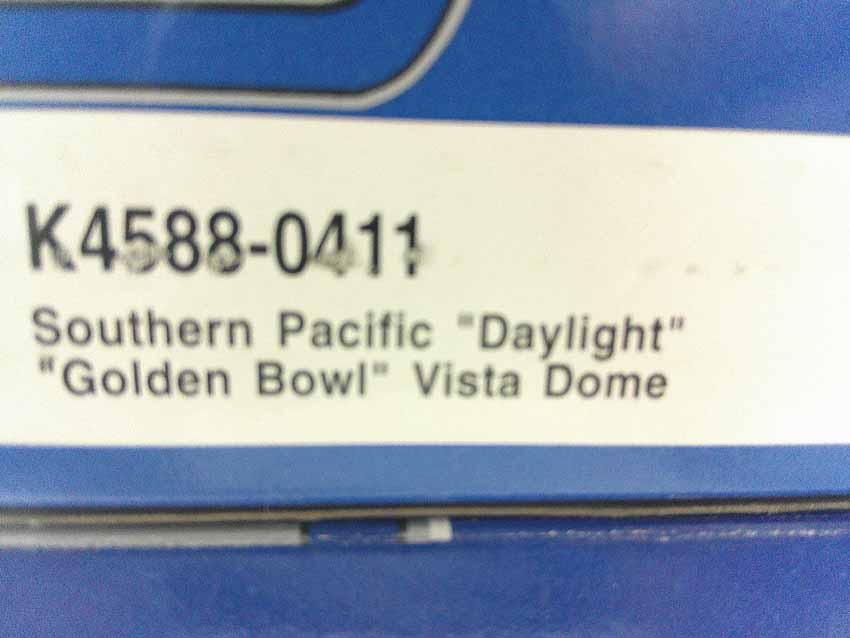 K4588-0411
Southern Pacific "Daylight"
"Golden Bowl" Vista Dome